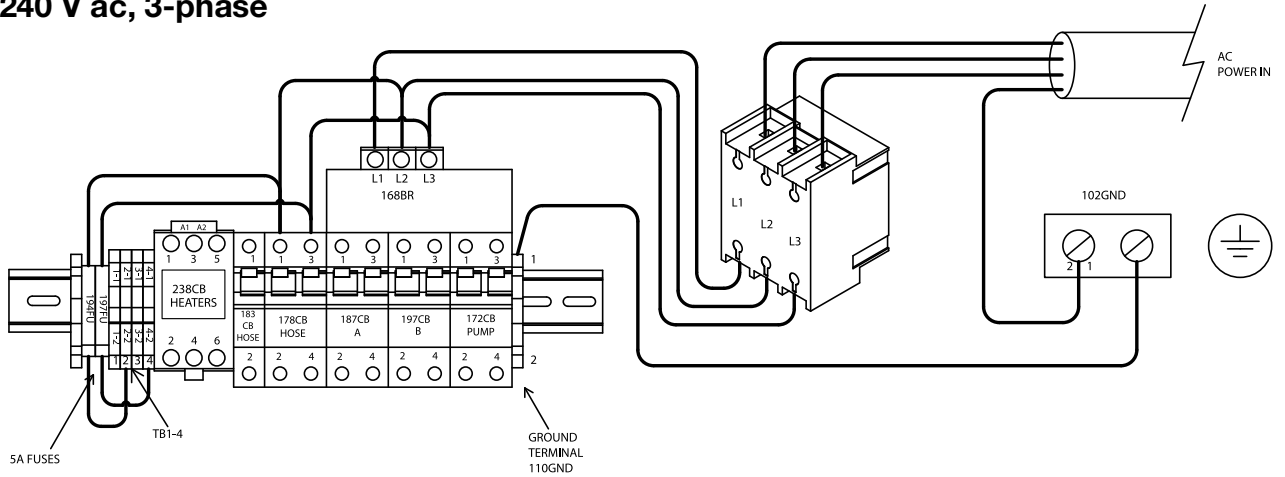 240 V ac, 3-phase
AC
POWER IN
L1 L2 L3
168BR
102GND
2 1
L1
L2
L3
A1 A2
1 3 5
238CB
HEATERS
2 4 6
1 1 3 1 3 1 3 1 3
183
CB
HOSE
178CB
HOSE
187CB
A
197CB
B
172CB
PUMP
2 2 4 2 4 2 4 2 4
1
2
194FU
197FU
1-1
2-1
3-1
4-1
1-2
2-2
3-2
4-2
1 2 3 4
TB1-4
5A FUSES
GROUND
TERMINAL
110GND